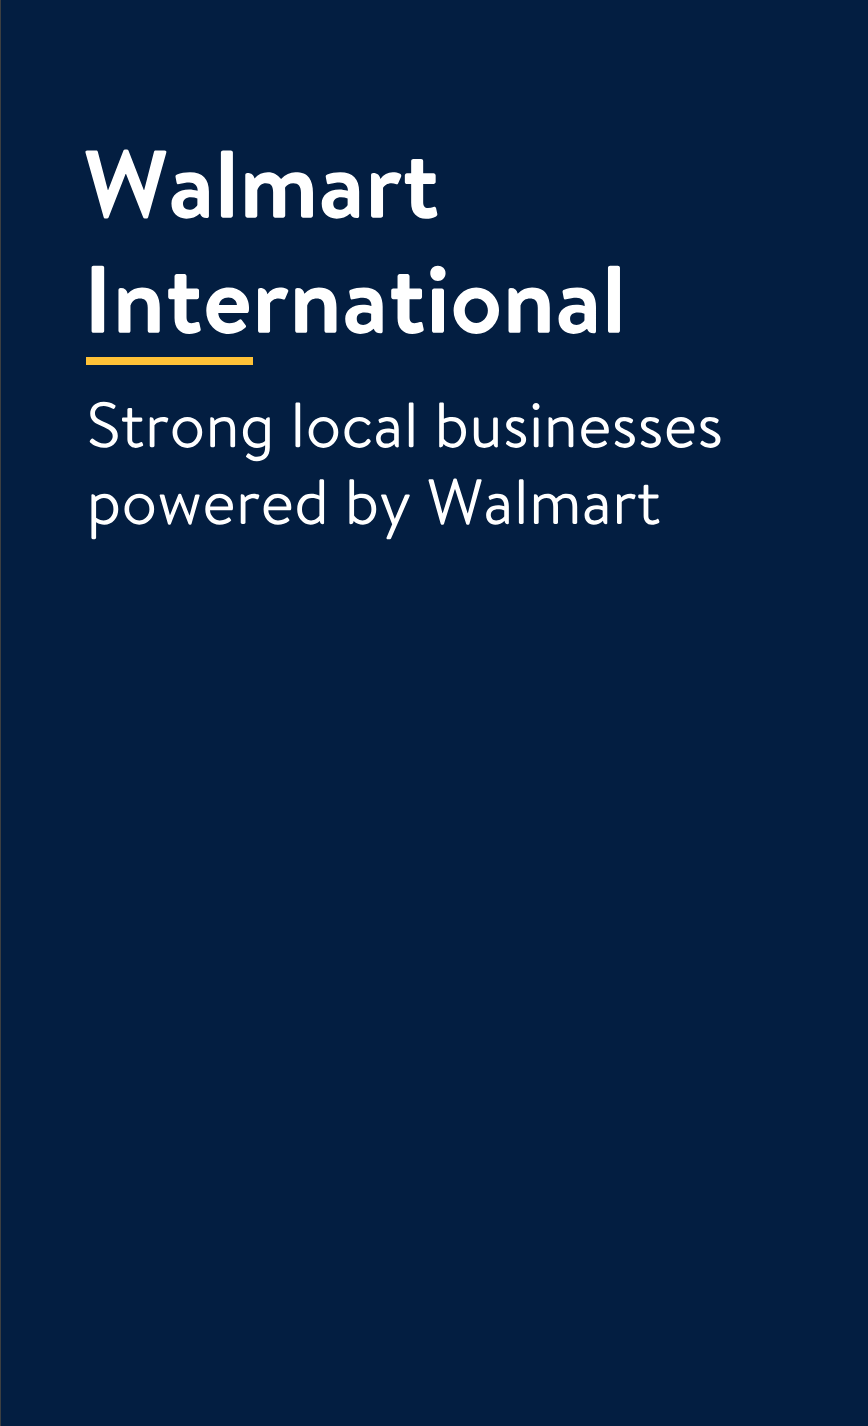 Walmart
International
Strong local businesses
powered by Walmart